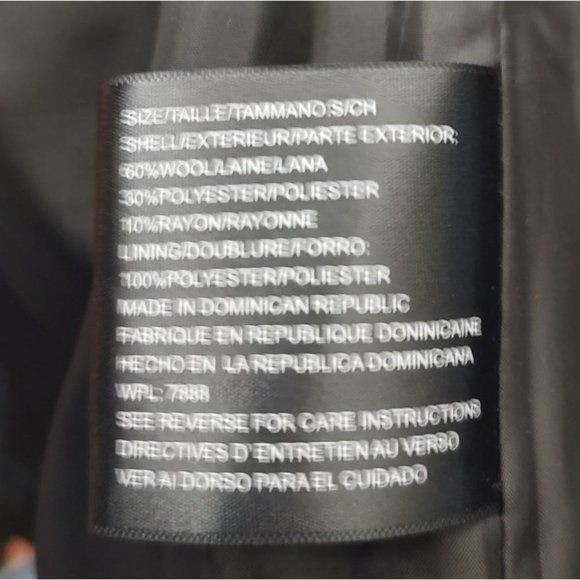 SIZE/TAILLE/TAMMANO:S/CH
SHELL/EXTERIEUR/PARTE EXTERIOR:
60%WOOL/LAINE/LANA
30%POLYESTER/POLIESTER
10%RAYON/RAYONNE
LINING/DOUBLURE/FORRO:
100%POLYESTER/POLIESTER
MADE IN DOMINICAN REPUBLIC
FABRIQUE EN REPUBLIQUE DONINICAINE
HECHO EN LA REPUBLICA DOMINICANA
WPL: 7888
SEE REVERSE FOR CARE INSTRUCTIONS
DIRECTIVES D'ENTRETIEN AU VERSO
VER AI DORSO PARA EL CUIDADO